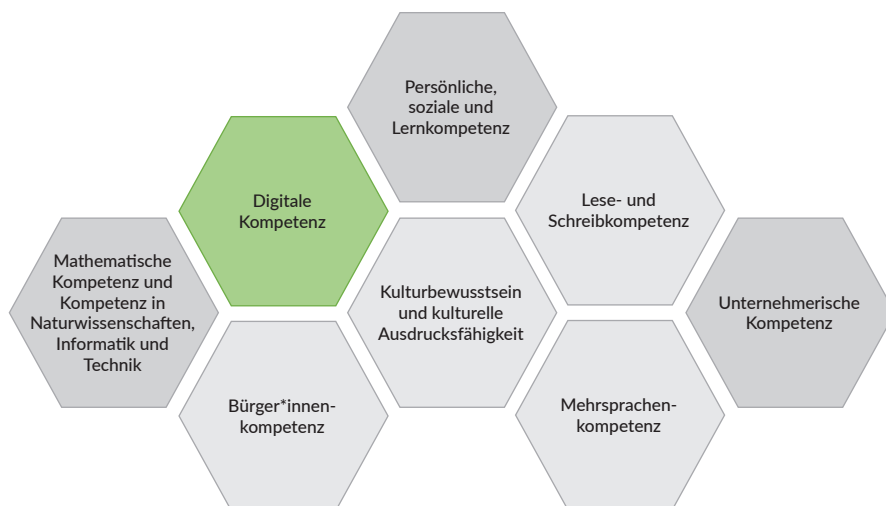 Persönliche,
soziale und
Lernkompetenz
Digitale
Kompetenz
Lese- und
Schreibkompetenz
Mathematische
Kompetenz und
Kompetenz in
Naturwissenschaften,
Informatik und
Technik
Kulturbewusstsein
und kulturelle
Ausdrucksfähigkeit
Unternehmerische
Kompetenz
Bürger*innen-
kompetenz
Mehrsprachen-
kompetenz